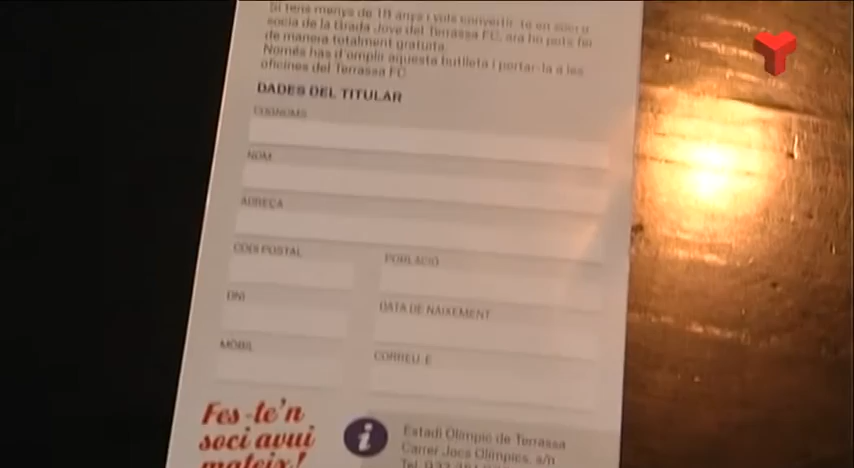 Si tens menys de 18 anys i vols convertir-te en soci o
sòcia de la Grada Jove del Terrassa FC, ara ho pots fer
de manera totalment gratuïta.
Només has d'omplir aquesta butlleta i portar-la a les
oficines del Terrassa FC
DADES DEL TITULAR
COGNOMS
NOM
ADREÇA
CODI POSTAL
POBLACIÓ
DNI
DATA DE NAIXEMENT
MÒBIL
CORREU-E
Fes-te'n
soci avui
mateix!
i
Estadi Olímpic de Terrassa
Carrer Jocs Olímpics, s/n
Tel. 933